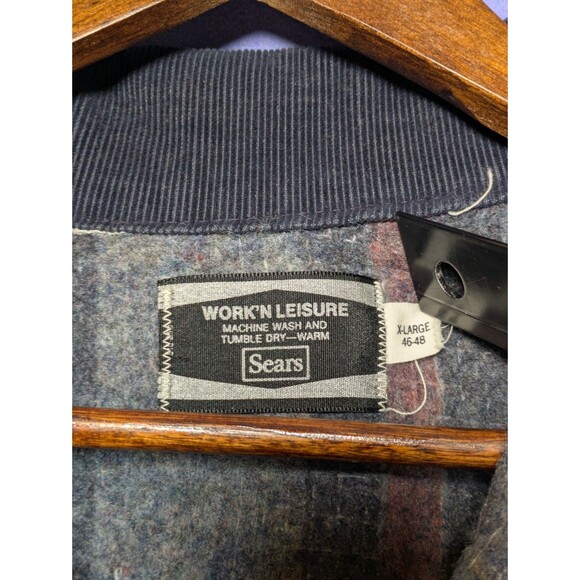 WORK'N LEISURE
MACHINE WASH AND
TUMBLE DRY—WARM
Sears
X-LARGE
46-48